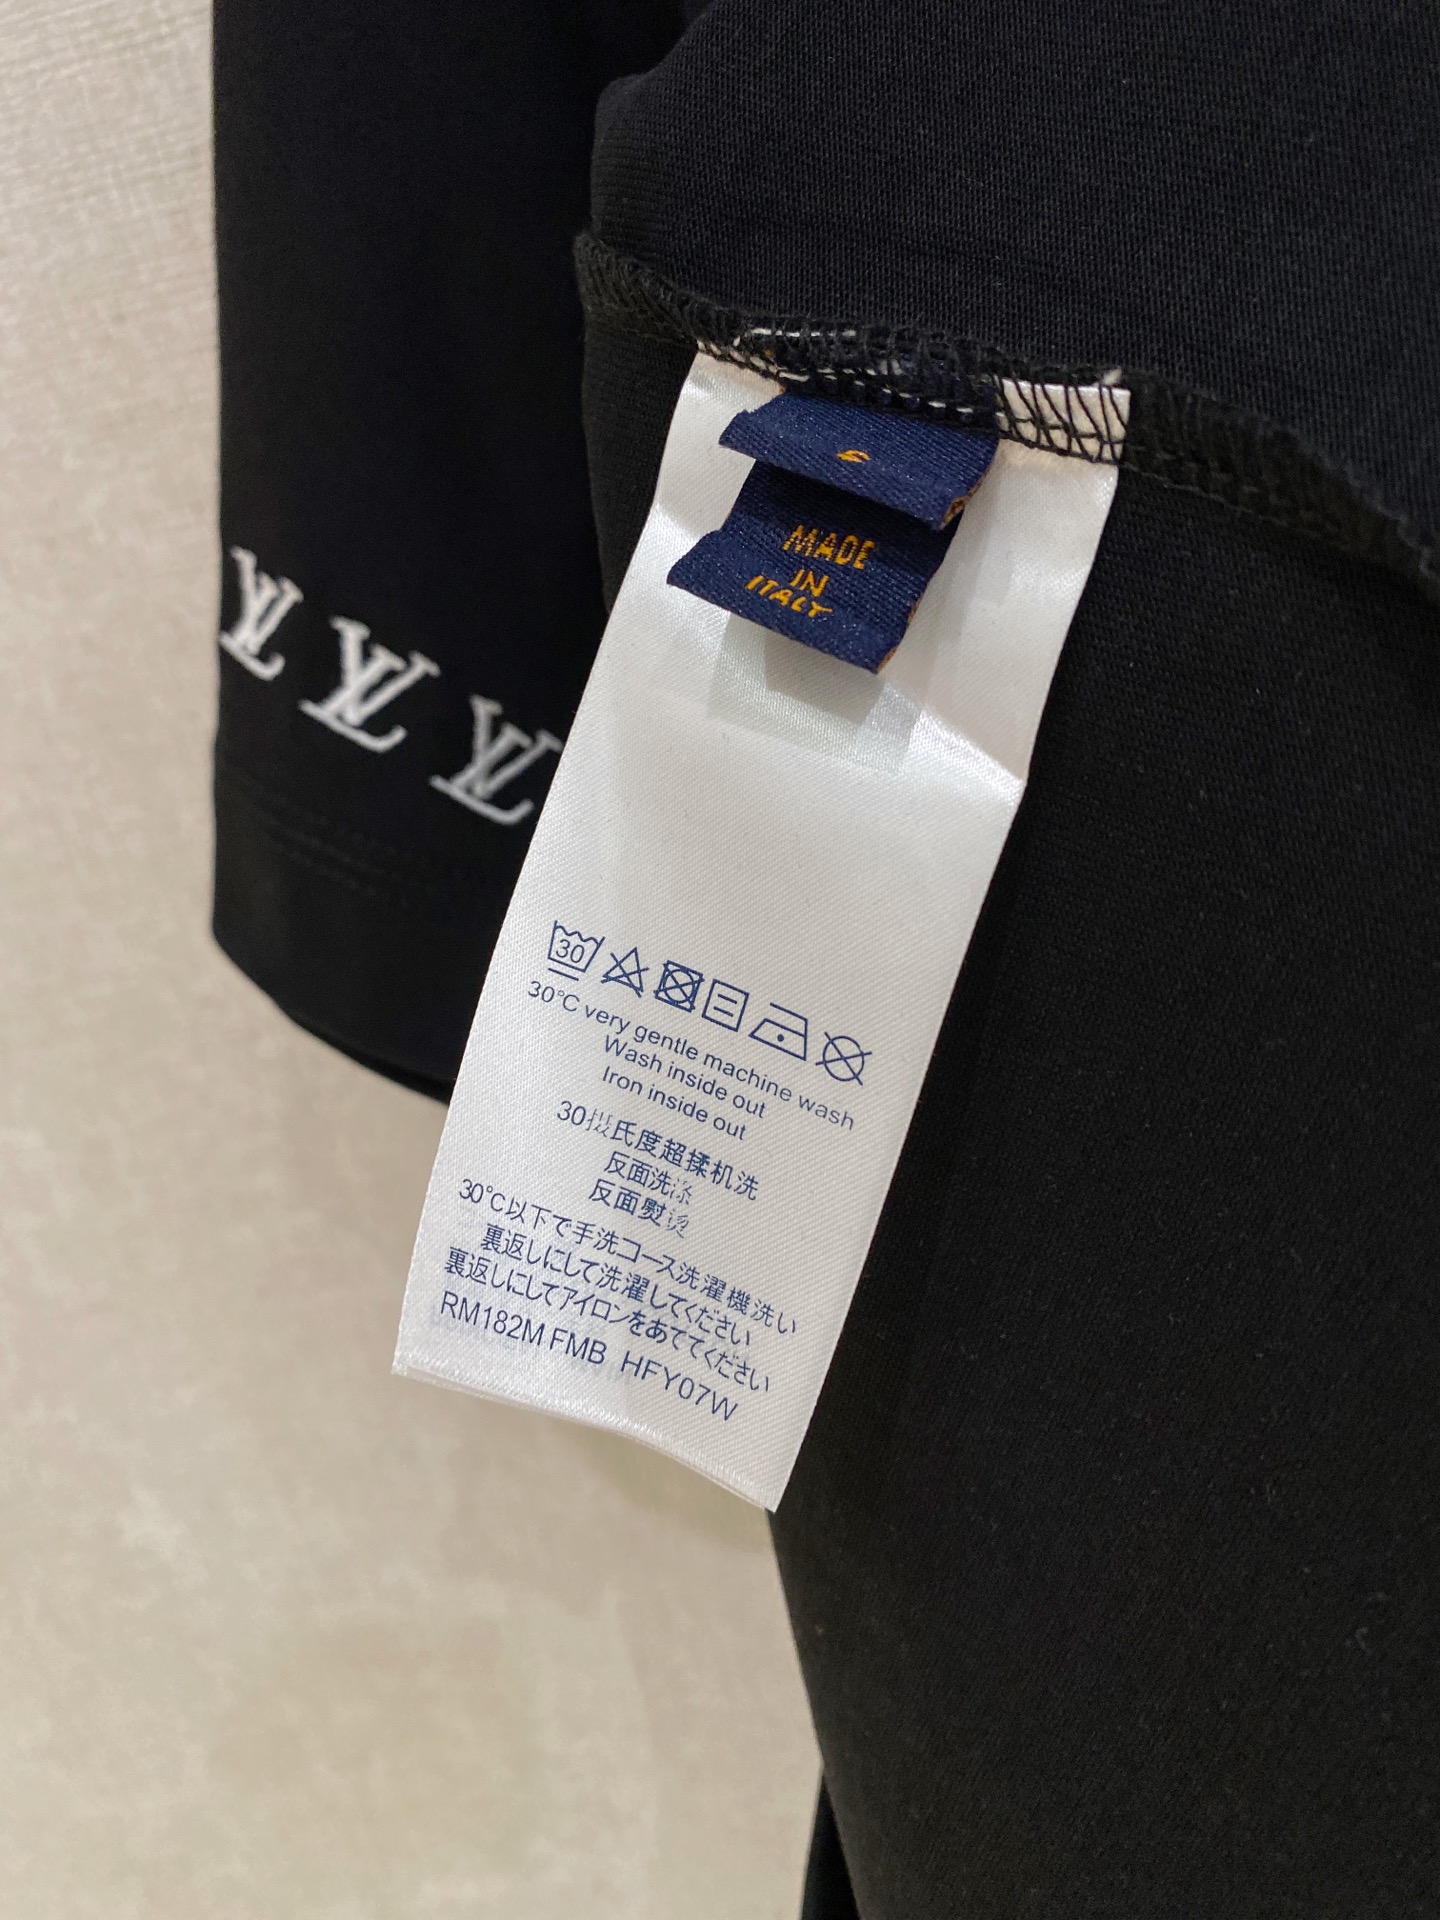 S
MADE
IN
ITALY
LV LV LV
30
30°C very gentle machine wash
Wash inside out
Iron inside out
30摄氏度超揉机洗
反面洗涤
反面熨烫
30℃以下で手洗コース洗濯機洗い
裏返しにして洗濯してください
裏返しにしてアイロンをあててください
RM182M FMB HFY07W